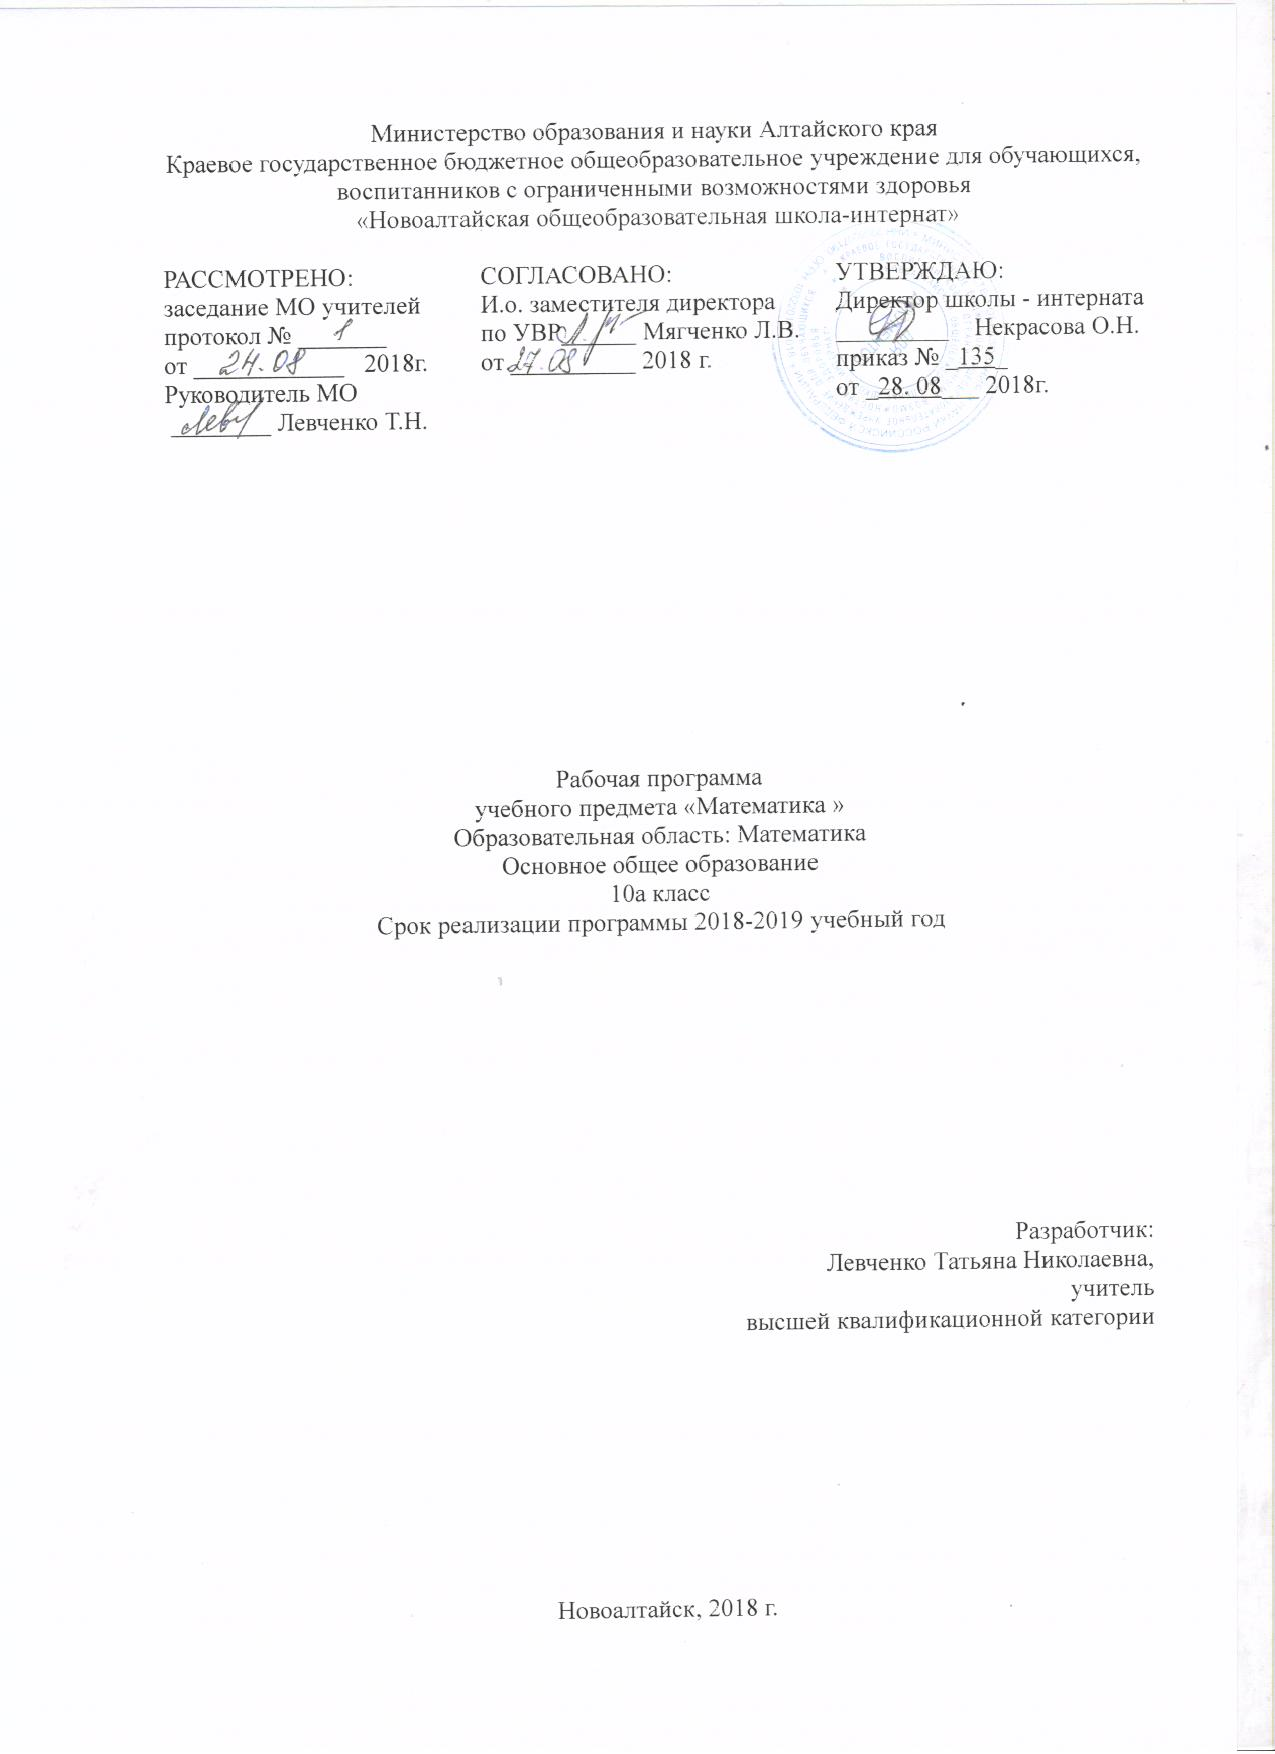 Министерство образования и науки Алтайского края
Краевое государственное бюджетное общеобразовательное учреждение для обучающихся,
воспитанников с ограниченными возможностями здоровья
«Новоалтайская общеобразовательная школа-интернат»
РАССМОТРЕНО:
заседание МО учителей
протокол № 1
от 24.08 2018г.
Руководитель МО
Левченко Т.Н.
СОГЛАСОВАНО:
И.о. заместителя директора
по УВР Мягченко Л.В.
от 27.08 2018 г.
УТВЕРЖДАЮ:
Директор школы - интерната
Некрасова О.Н.
приказ № _135_
от _28. 08___ 2018г.
Рабочая программа
учебного предмета «Математика »
Образовательная область: Математика
Основное общее образование
10а класс
Срок реализации программы 2018-2019 учебный год
Разработчик:
Левченко Татьяна Николаевна,
учитель
высшей квалификационной категории
Новоалтайск, 2018 г.